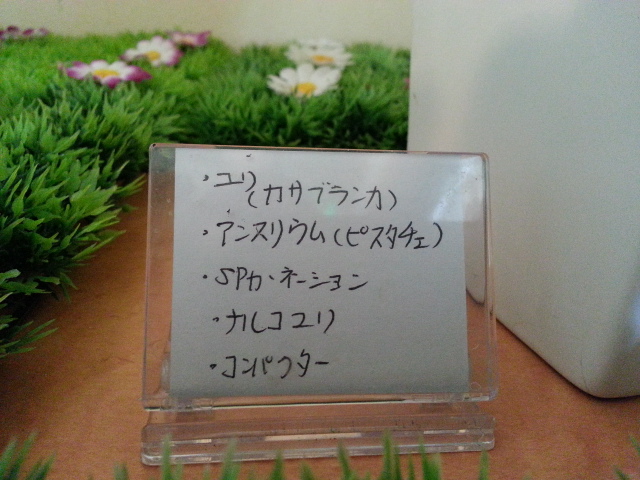 ・ユリ
(カサブランカ)
・アンスリウム(ピスタチェ)
・SPカーネーション
・カレココユリ
・コンパクター